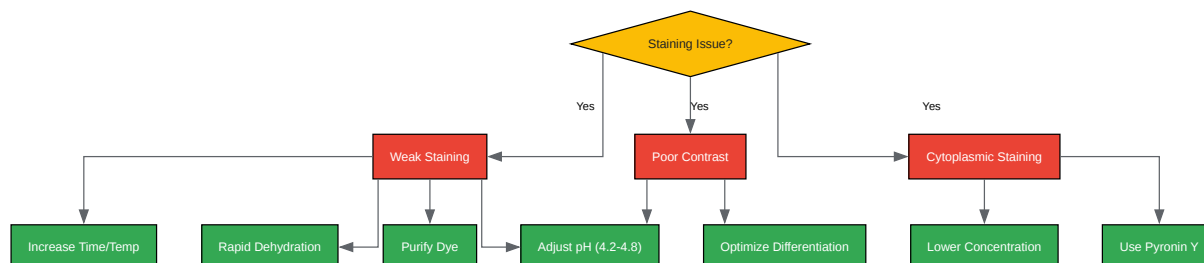 Staining Issue?
Yes
Yes
Yes
Weak Staining
Poor Contrast
Cytoplasmic Staining
Increase Time/Temp
Rapid Dehydration
Purify Dye
Adjust pH (4.2-4.8)
Optimize Differentiation
Lower Concentration
Use Pyronin Y